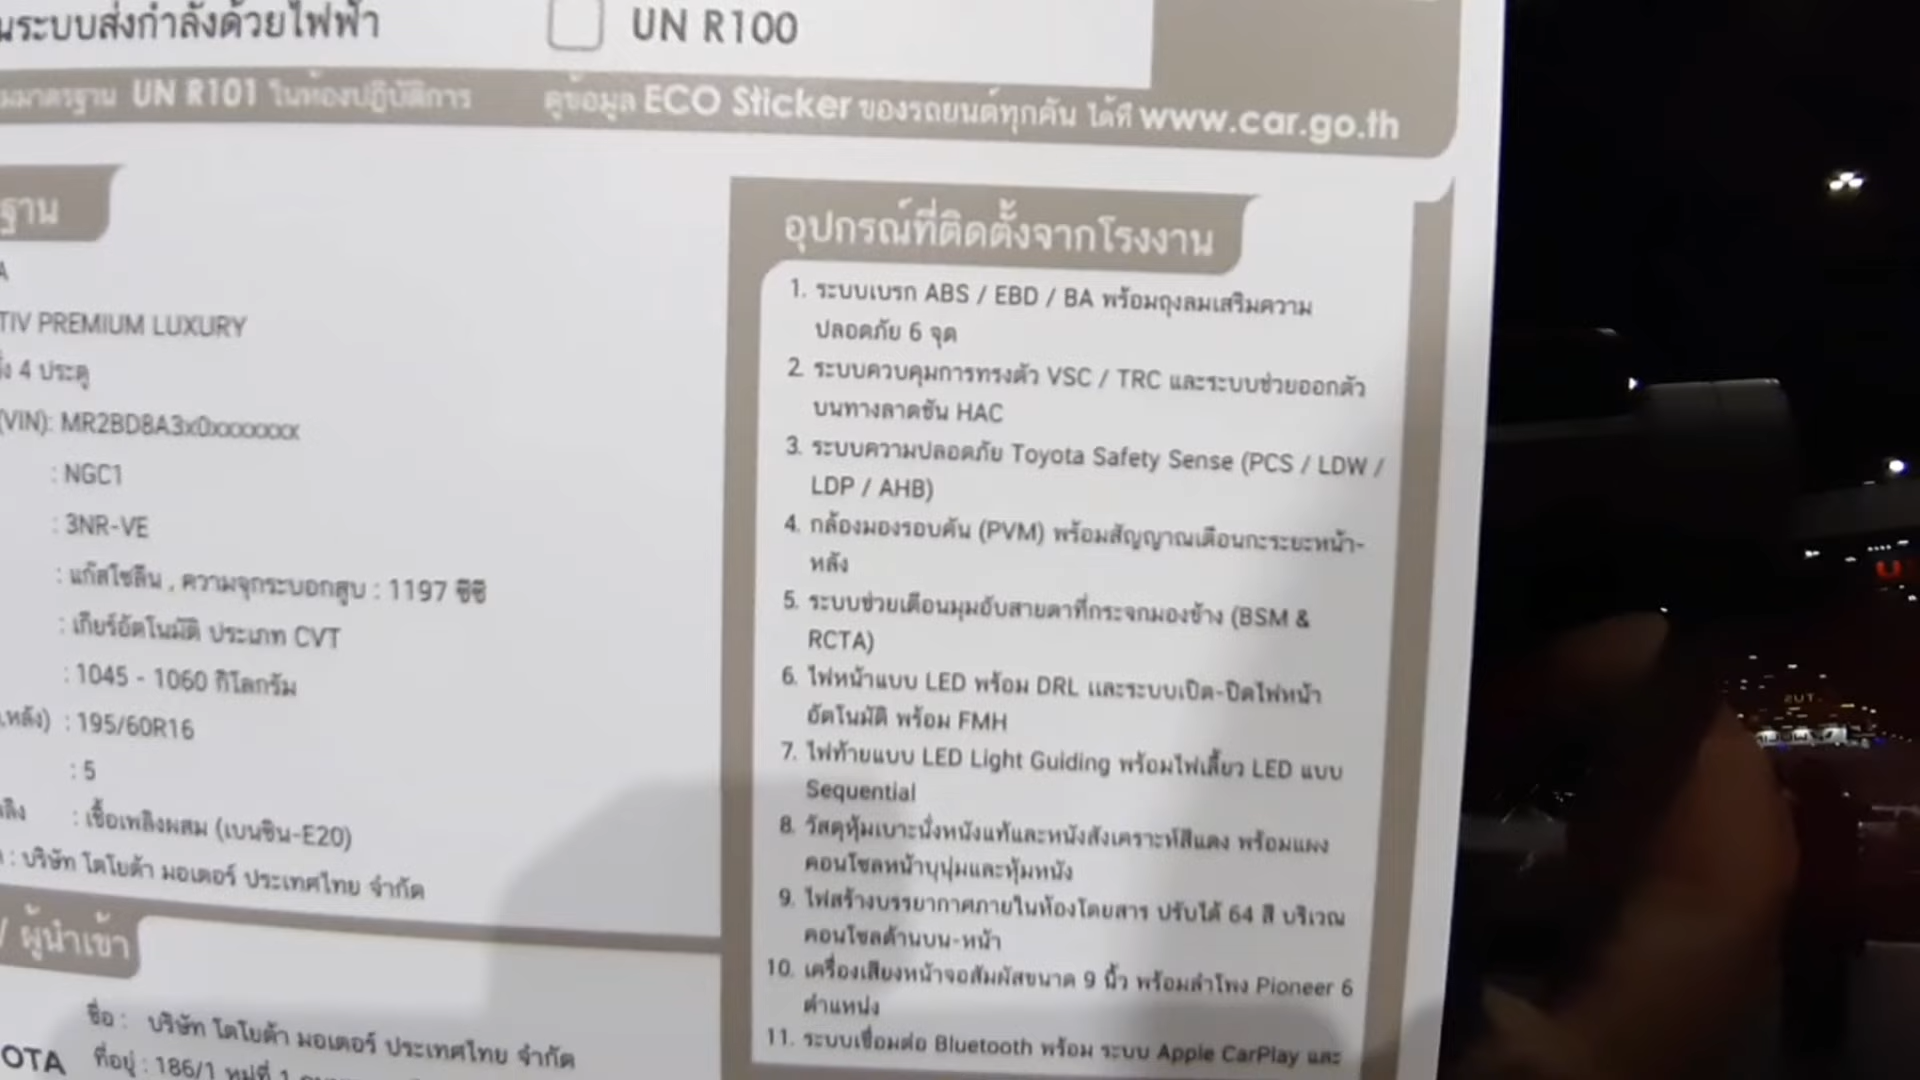 นระบบส่งกำลังด้วยไฟฟ้า
UN R100
มมาตรฐาน UN R101 ในห้องปฏิบัติการ
ดูข้อมูล ECO Sticker ของรถยนต์ทุกคัน ได้ที่ www.car.go.th
ฐาน
A
TIV PREMIUM LUXURY
4 ประตู
(VIN): MR2BD8A3x0xxxxxxx
: NGC1
: 3NR-VE
: แก๊สโซลีน , ความจุกระบอกสูบ : 1197 ซีซี
: เกียร์อัตโนมัติ ประเภท CVT
: 1045 - 1060 กิโลกรัม
,หลัง) : 195/60R16
: 5
ลิง : เชื้อเพลิงผสม (เบนซิน-E20)
: บริษัท โตโยต้า มอเตอร์ ประเทศไทย จำกัด
/ ผู้นำเข้า
ชื่อ : บริษัท โตโยต้า มอเตอร์ ประเทศไทย จำกัด
OTA ที่อยู่ : 186/1 หมู่ที่ 1
อุปกรณ์ที่ติดตั้งจากโรงงาน
1. ระบบเบรก ABS / EBD / BA พร้อมถุงลมเสริมความ
ปลอดภัย 6 จุด
2. ระบบควบคุมการทรงตัว VSC / TRC และระบบช่วยออกตัว
บนทางลาดชัน HAC
3. ระบบความปลอดภัย Toyota Safety Sense (PCS / LDW /
LDP / AHB)
4. กล้องมองรอบคัน (PVM) พร้อมสัญญาณเตือนกะระยะหน้า-
หลัง
5. ระบบช่วยเตือนมุมอับสายตาที่กระจกมองข้าง (BSM &
RCTA)
6. ไฟหน้าแบบ LED พร้อม DRL และระบบเปิด-ปิดไฟหน้า
อัตโนมัติ พร้อม FMH
7. ไฟท้ายแบบ LED Light Guiding พร้อมไฟเลี้ยว LED แบบ
Sequential
8. วัสดุหุ้มเบาะนั่งหนังแท้และหนังสังเคราะห์สีแดง พร้อมแผง
คอนโซลหน้าบุนุ่มและหุ้มหนัง
9. ไฟสร้างบรรยากาศภายในห้องโดยสาร ปรับได้ 64 สี บริเวณ
คอนโซลด้านบน-หน้า
10. เครื่องเสียงหน้าจอสัมผัสขนาด 9 นิ้ว พร้อมลำโพง Pioneer 6
ตำแหน่ง
11. ระบบเชื่อมต่อ Bluetooth พร้อม ระบบ Apple CarPlay และ